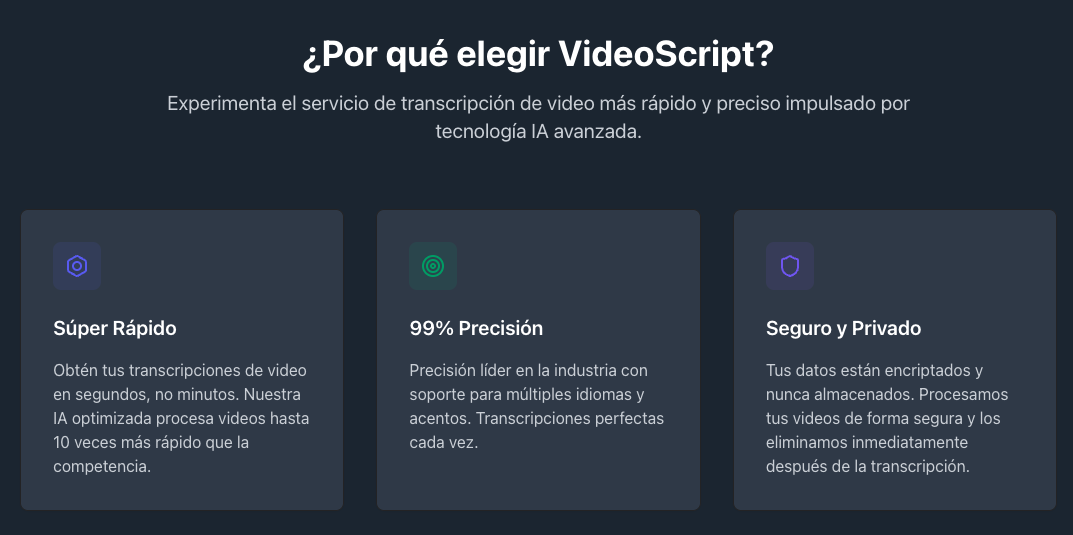 ¿Por qué elegir VideoScript?
Experimenta el servicio de transcripción de video más rápido y preciso impulsado por
tecnología IA avanzada.
Súper Rápido
Obtén tus transcripciones de video
en segundos, no minutos. Nuestra
IA optimizada procesa videos hasta
10 veces más rápido que la
competencia.
99% Precisión
Precisión líder en la industria con
soporte para múltiples idiomas y
acentos. Transcripciones perfectas
cada vez.
Seguro y Privado
Tus datos están encriptados y
nunca almacenados. Procesamos
tus videos de forma segura y los
eliminamos inmediatamente
después de la transcripción.